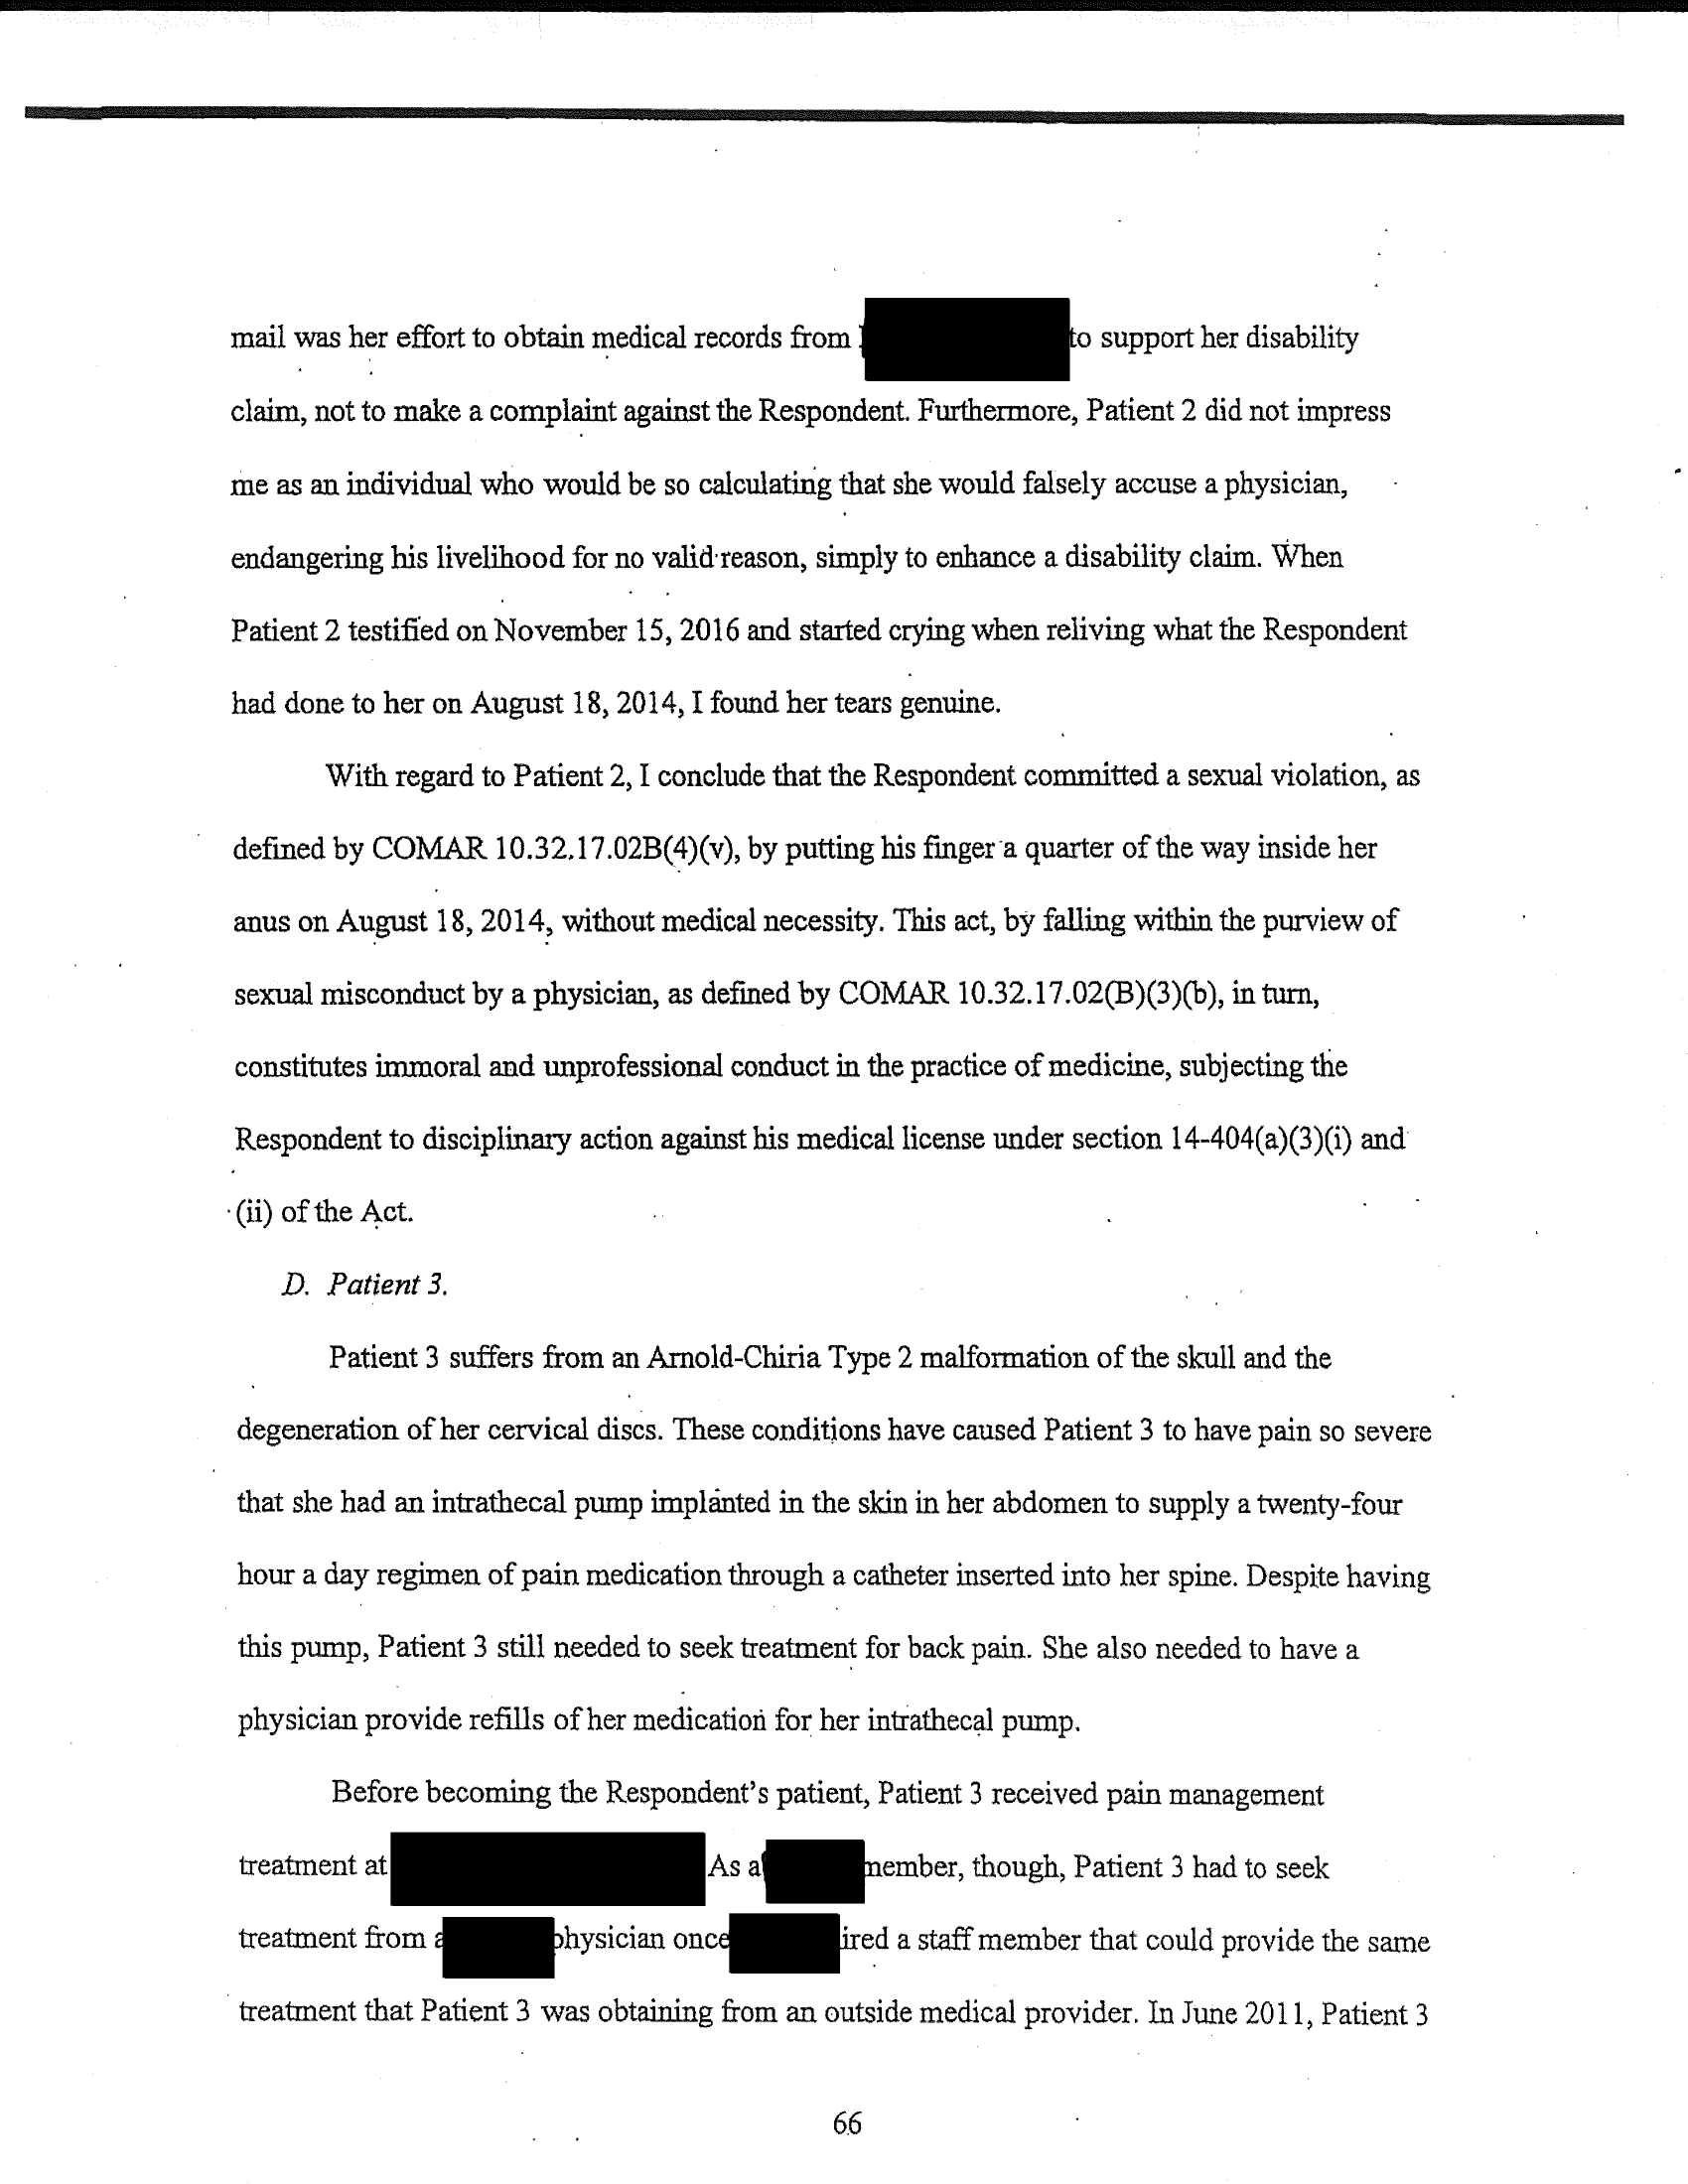 mail was her effort to obtain medical records from to support her disability
claim, not to make a complaint against the Respondent. Furthermore, Patient 2 did not impress
me as an individual who would be so calculating that she would falsely accuse a physician,
endangering his livelihood for no valid reason, simply to enhance a disability claim. When
Patient 2 testified on November 15, 2016 and started crying when reliving what the Respondent
had done to her on August 18, 2014, I found her tears genuine.
With regard to Patient 2, I conclude that the Respondent committed a sexual violation, as
defined by COMAR 10.32.17.02B(4)(v), by putting his finger a quarter of the way inside her
anus on August 18, 2014, without medical necessity. This act, by falling within the purview of
sexual misconduct by a physician, as defined by COMAR 10.32.17.02(B)(3)(b), in turn,
constitutes immoral and unprofessional conduct in the practice of medicine, subjecting the
Respondent to disciplinary action against his medical license under section 14-404(a)(3)(i) and
(ii) of the Act.
D. Patient 3.
Patient 3 suffers from an Arnold-Chiria Type 2 malformation of the skull and the
degeneration of her cervical discs. These conditions have caused Patient 3 to have pain so severe
that she had an intrathecal pump implanted in the skin in her abdomen to supply a twenty-four
hour a day regimen of pain medication through a catheter inserted into her spine. Despite having
this pump, Patient 3 still needed to seek treatment for back pain. She also needed to have a
physician provide refills of her medication for her intrathecal pump.
Before becoming the Respondent's patient, Patient 3 received pain management
treatment at As a member, though, Patient 3 had to seek
treatment from a physician once ired a staff member that could provide the same
treatment that Patient 3 was obtaining from an outside medical provider. In June 2011, Patient 3
66